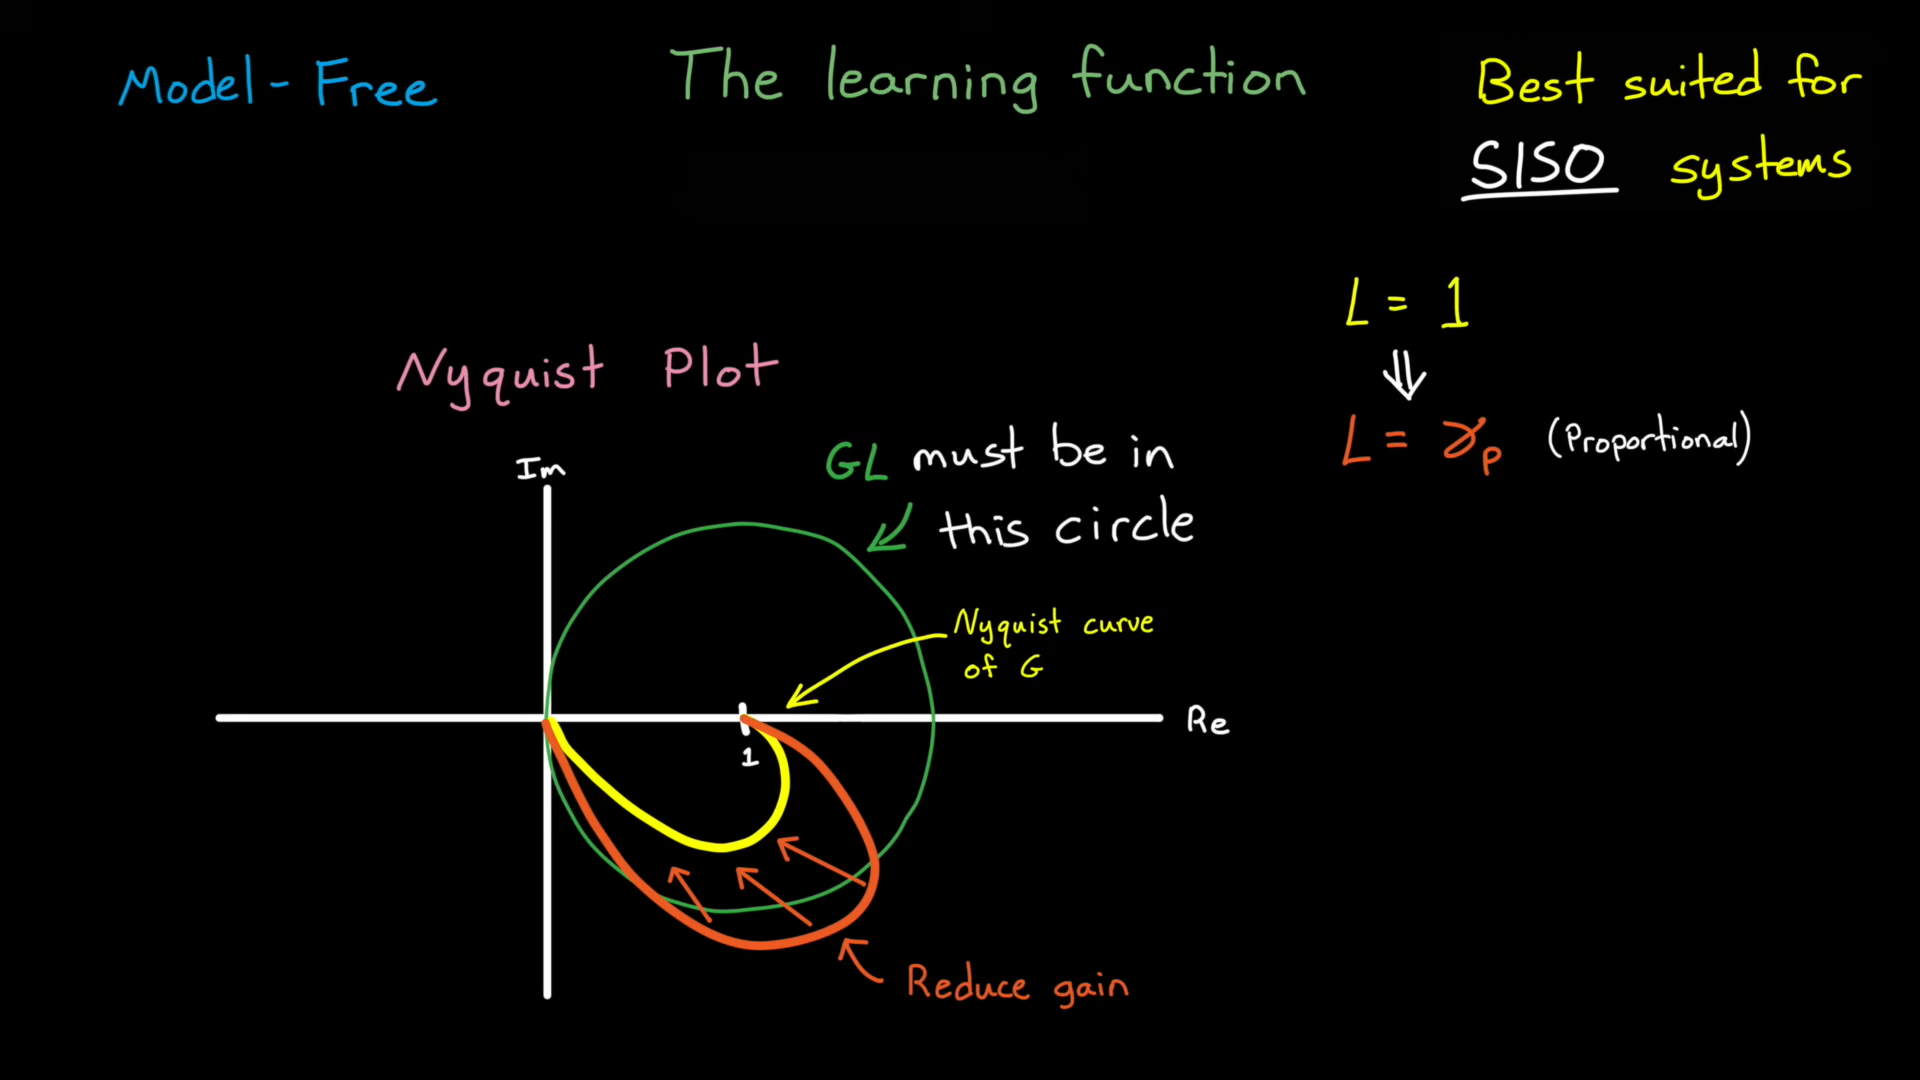 Model-Free
The learning function
Best suited for
SISO systems
L = 1
⇓
L = γp (Proportional)
Nyquist Plot
Im
GL must be in
this circle
Nyquist curve
of G
Re
1
Reduce gain